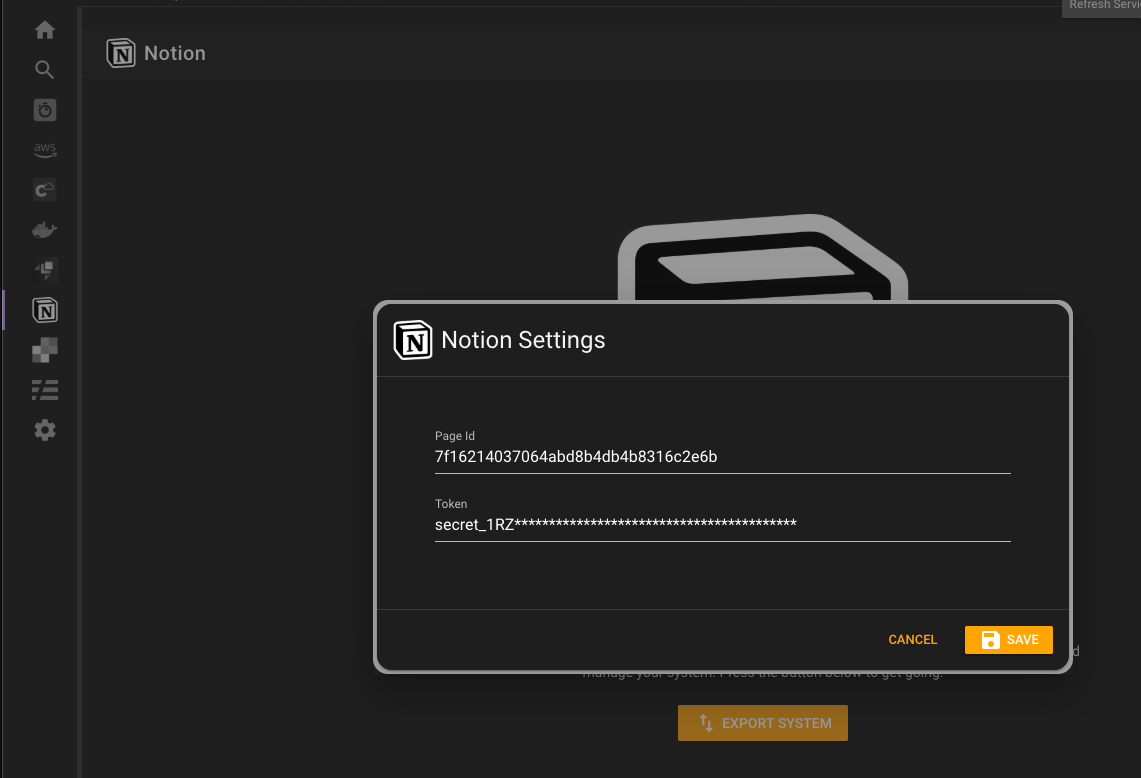 Refresh Servi
Notion
aws
Notion Settings
Page Id
7f16214037064abd8b4db4b8316c2e6b
Token
secret_1RZ*****************************************
CANCEL
SAVE
d
manage your system. Press the button below to get going.
EXPORT SYSTEM